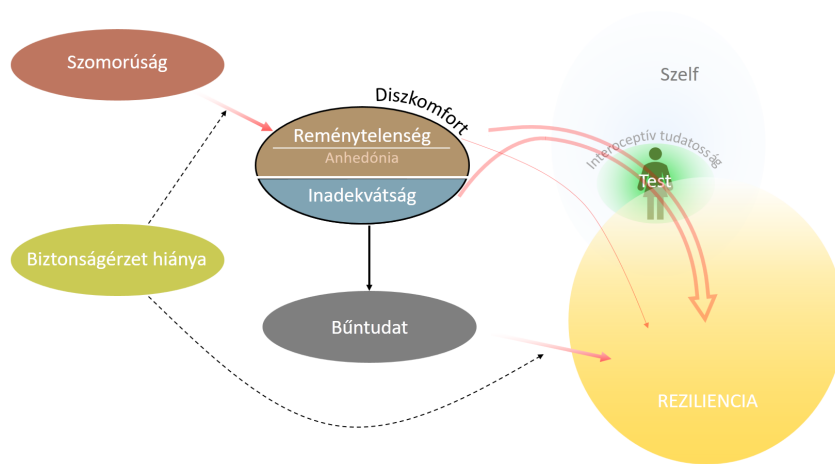 Szomorúság
Szelf
Diszkomfort
Reménytelenség
Anhedónia
Interoceptív tudatosság
Test
Inadekvátság
Biztonságérzet hiánya
Bűntudat
REZILIENCIA